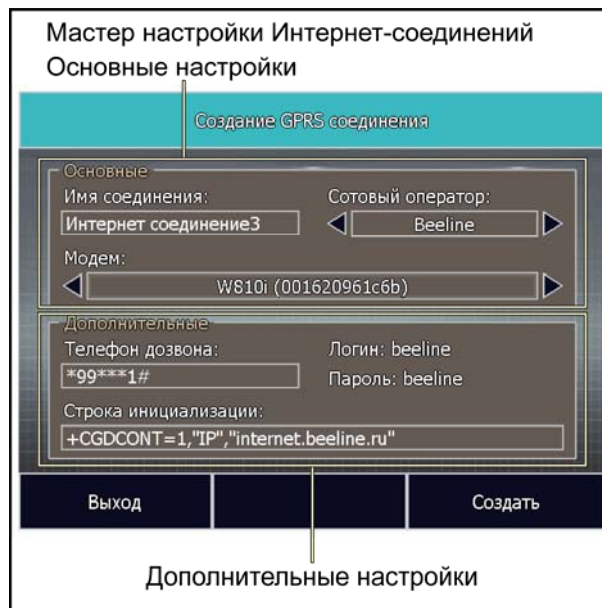 Мастер настройки Интернет-соединений
Основные настройки
Создание GPRS соединения
Основные
Имя соединения: Сотовый оператор:
Интернет соединение3 Beeline
Модем:
W810i (001620961c6b)
Дополнительные
Телефон дозвона: Логин: beeline
*99***1# Пароль: beeline
Строка инициализации:
+CGDCONT=1,"IP","internet.beeline.ru"
Выход Создать
Дополнительные настройки